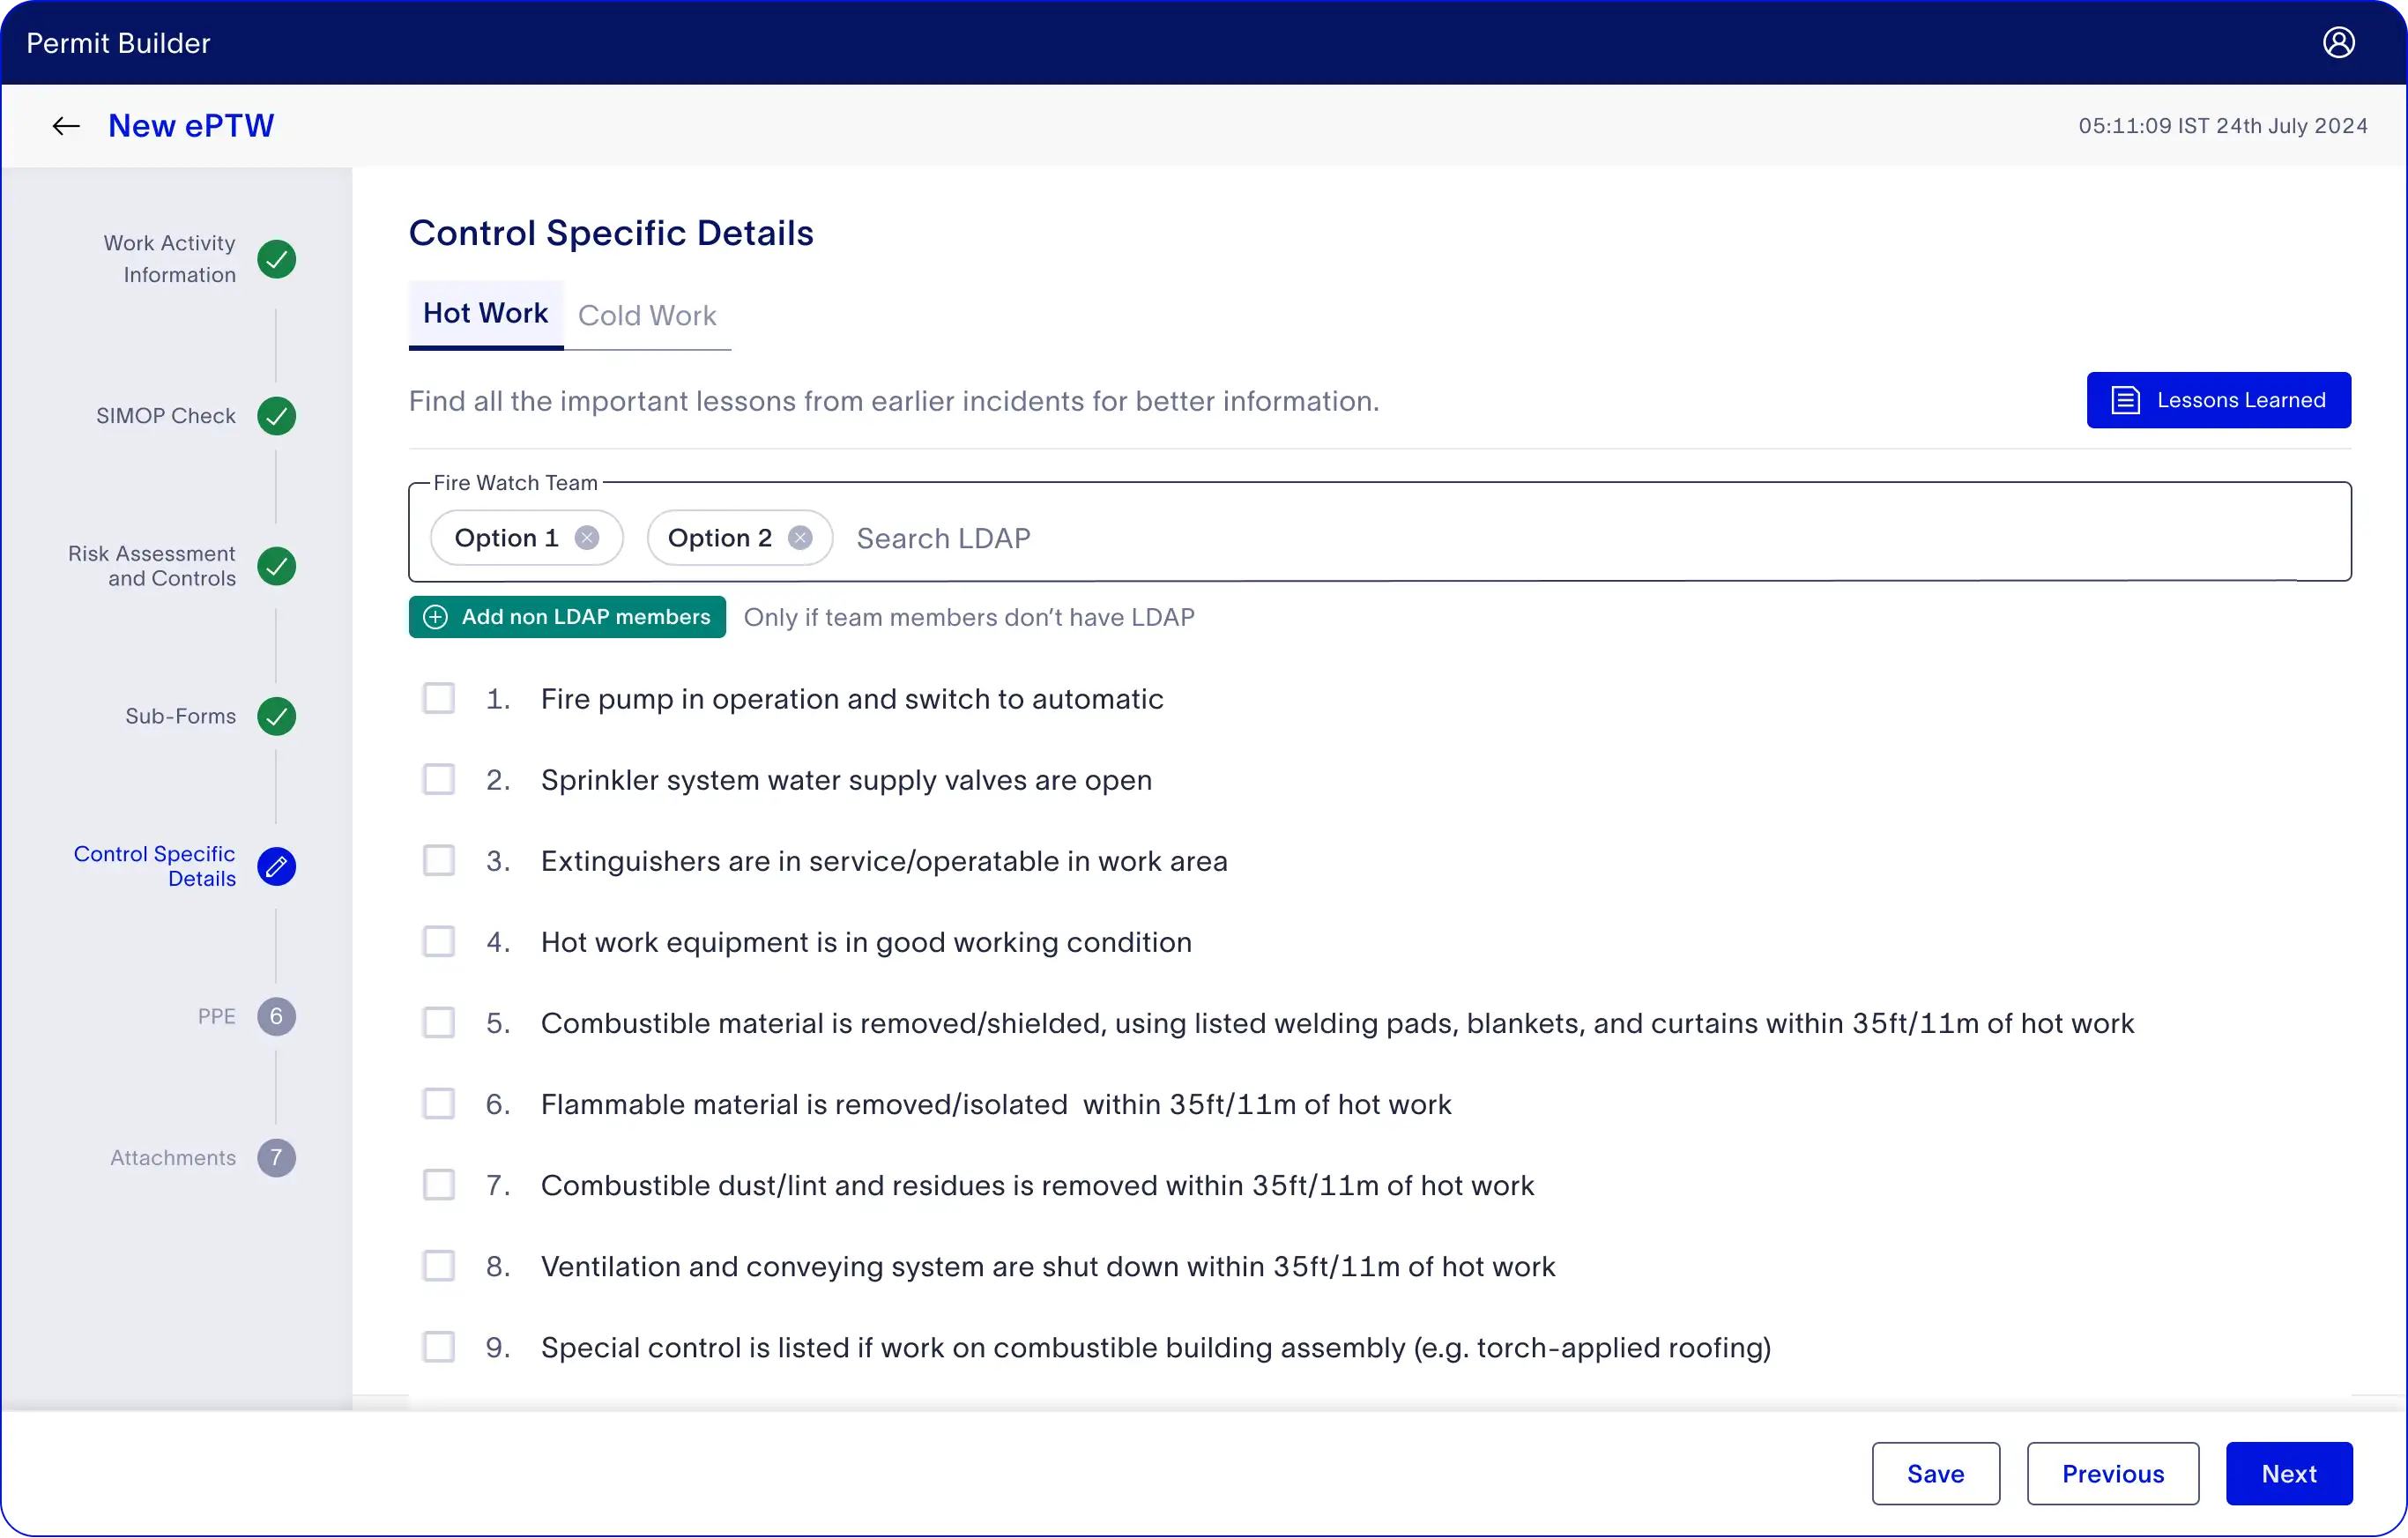 Permit Builder
New ePTW
05:11:09 IST 24th July 2024
Work Activity
Information
SIMOP Check
Risk Assessment
and Controls
Sub-Forms
Control Specific
Details
PPE 6
Attachments 7
Control Specific Details
Hot Work Cold Work
Find all the important lessons from earlier incidents for better information.
Lessons Learned
Fire Watch Team
Option 1 Option 2 Search LDAP
Add non LDAP members Only if team members don’t have LDAP
1. Fire pump in operation and switch to automatic
2. Sprinkler system water supply valves are open
3. Extinguishers are in service/operatable in work area
4. Hot work equipment is in good working condition
5. Combustible material is removed/shielded, using listed welding pads, blankets, and curtains within 35ft/11m of hot work
6. Flammable material is removed/isolated  within 35ft/11m of hot work
7. Combustible dust/lint and residues is removed within 35ft/11m of hot work
8. Ventilation and conveying system are shut down within 35ft/11m of hot work
9. Special control is listed if work on combustible building assembly (e.g. torch-applied roofing)
Save Previous Next